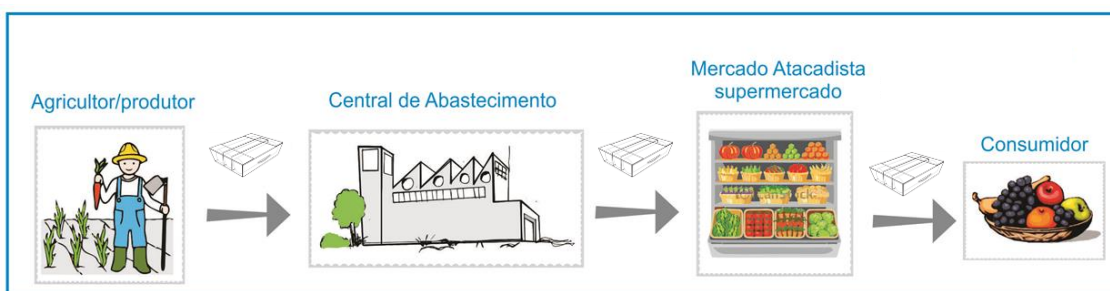 Agricultor/produtor
Central de Abastecimento
Mercado Atacadista
supermercado
Consumidor